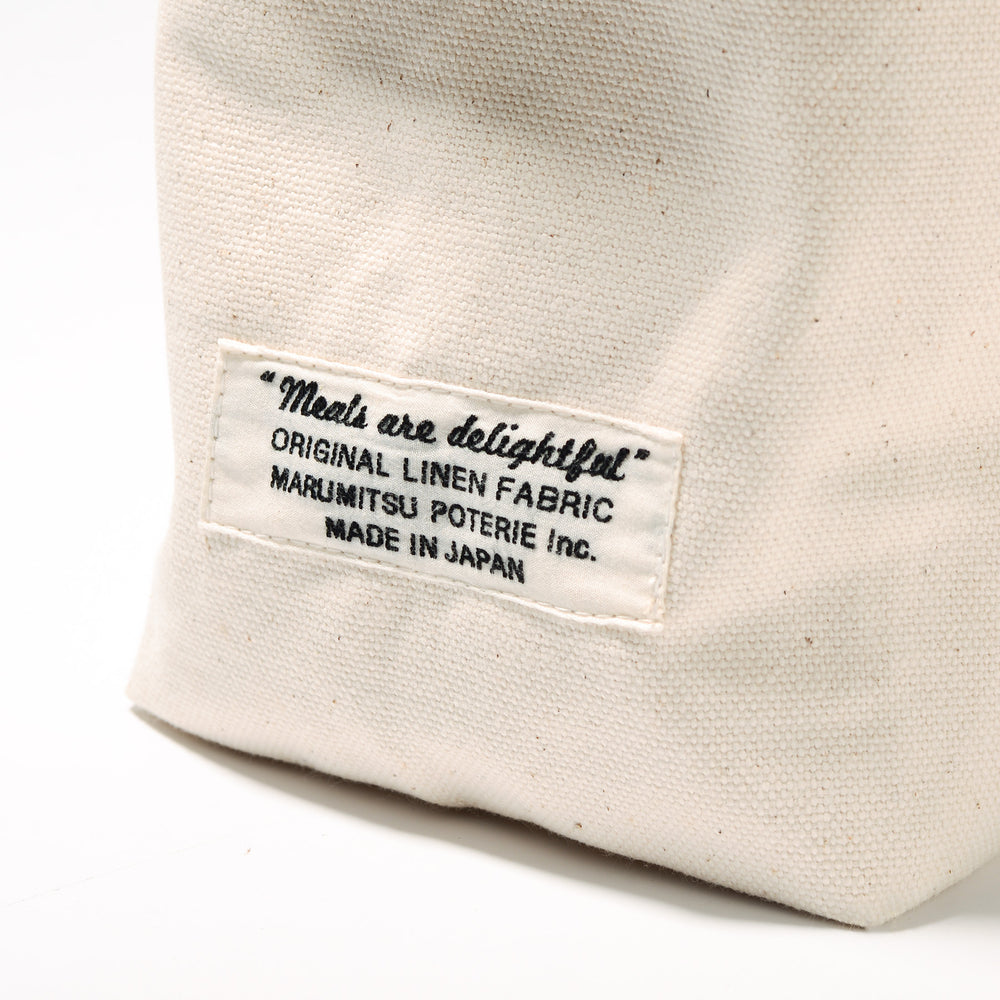 “Meals are delightful”
ORIGINAL LINEN FABRIC
MARUMITSU POTERIE Inc.
MADE IN JAPAN